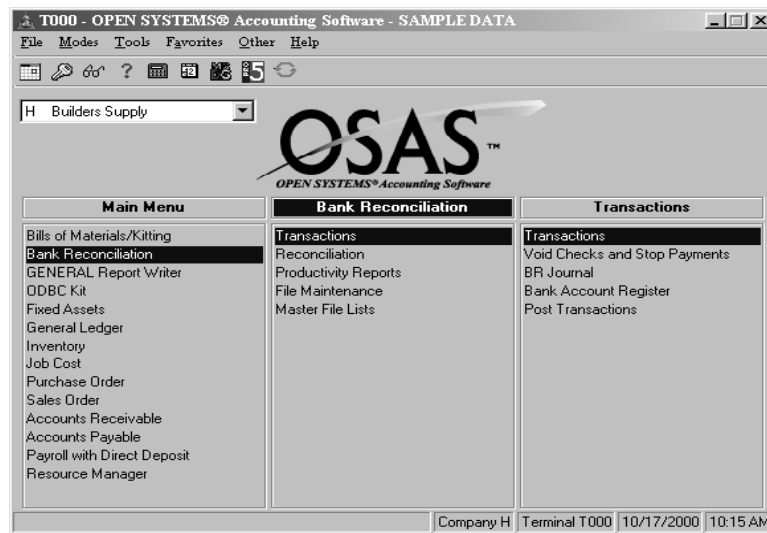 T000 - OPEN SYSTEMS® Accounting Software - SAMPLE DATA
File Modes Tools Favorites Other Help
H Builders Supply
OSAS™
OPEN SYSTEMS® Accounting Software
Main Menu
Bills of Materials/Kitting
Bank Reconciliation
GENERAL Report Writer
ODBC Kit
Fixed Assets
General Ledger
Inventory
Job Cost
Purchase Order
Sales Order
Accounts Receivable
Accounts Payable
Payroll with Direct Deposit
Resource Manager
Bank Reconciliation
Transactions
Reconciliation
Productivity Reports
File Maintenance
Master File Lists
Transactions
Transactions
Void Checks and Stop Payments
BR Journal
Bank Account Register
Post Transactions
Company H Terminal T000 10/17/2000 10:15 AM